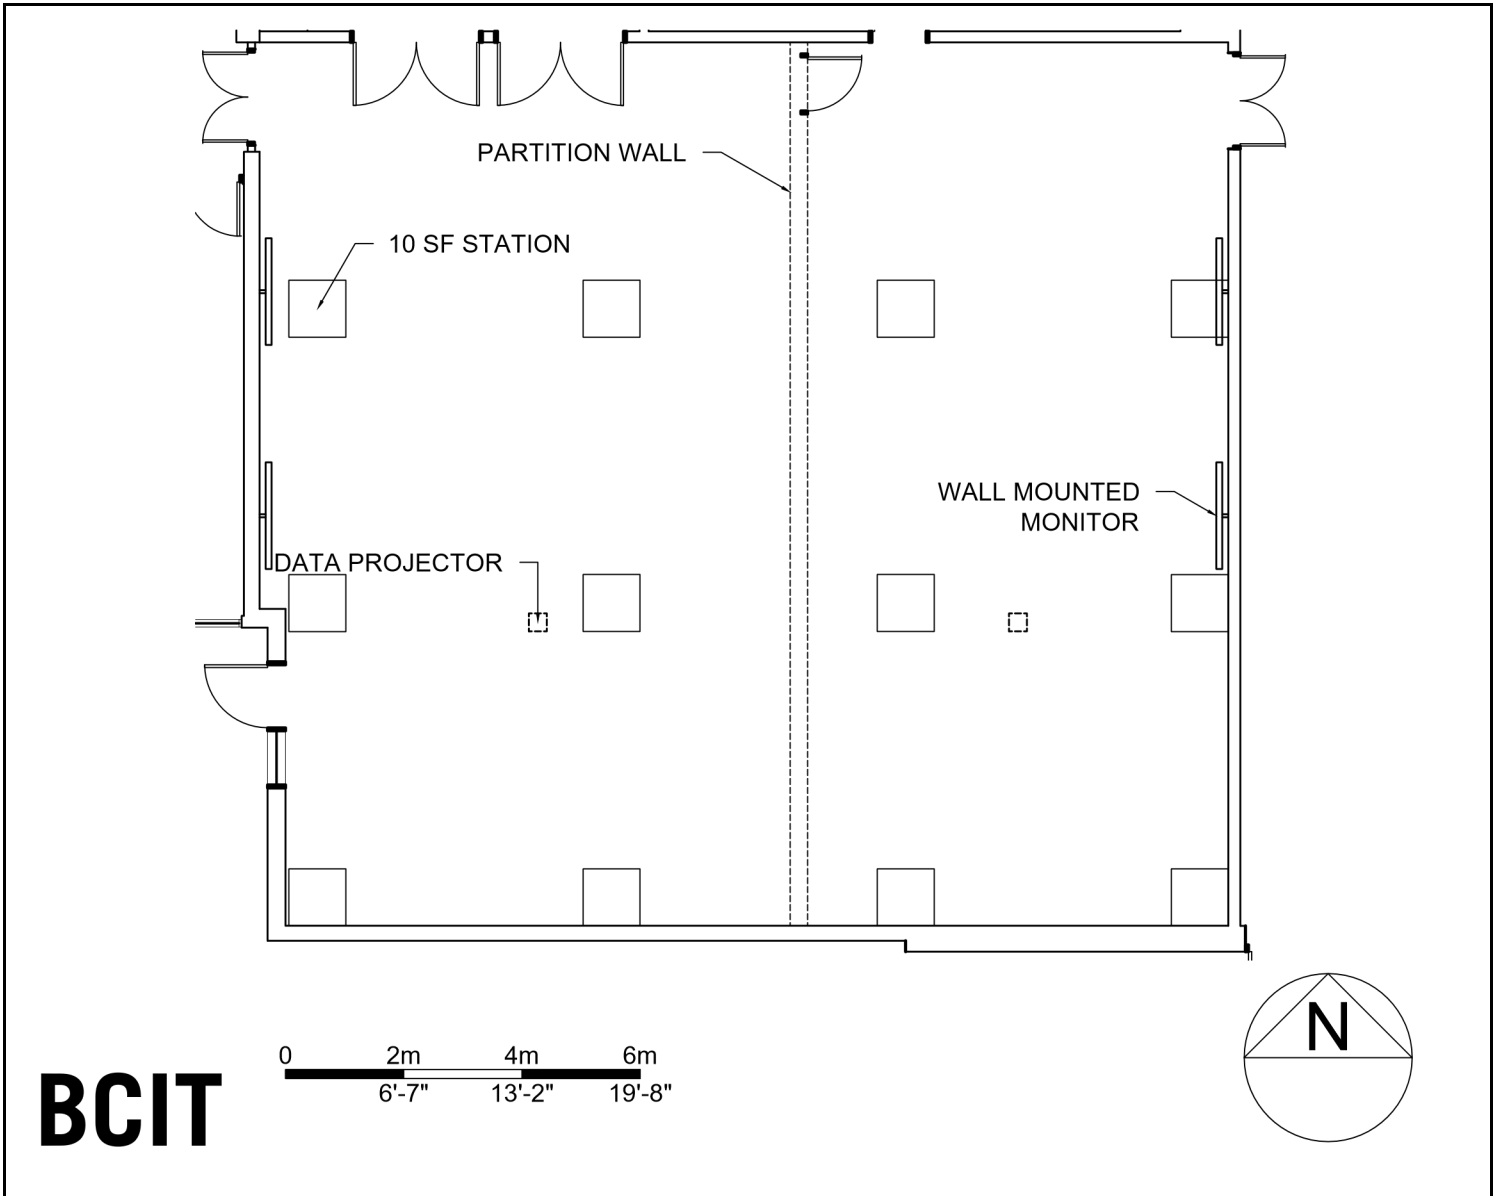 PARTITION WALL
10 SF STATION
WALL MOUNTED
MONITOR
DATA PROJECTOR
0 2m 4m 6m
6'-7" 13'-2" 19'-8"
BCIT
N